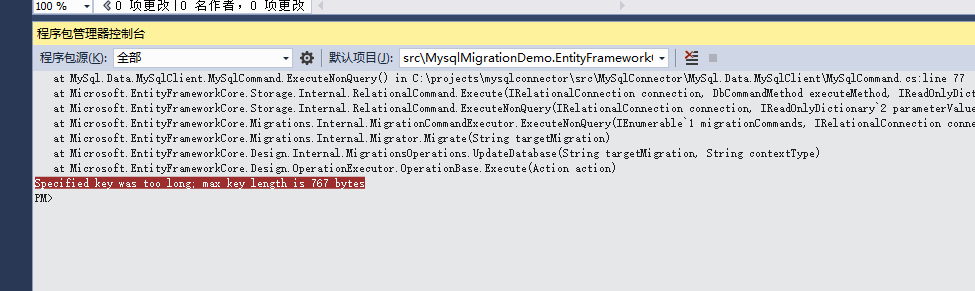 100 % 0 项更改 | 0 名作者，0 项更改
程序包管理器控制台
程序包源(K): 全部 默认项目(J): src\MysqlMigrationDemo.EntityFramework
at MySql.Data.MySqlClient.MySqlCommand.ExecuteNonQuery() in C:\projects\mysqlconnector\src\MySqlConnector\MySql.Data.MySqlClient\MySqlCommand.cs:line 77
at Microsoft.EntityFrameworkCore.Storage.Internal.RelationalCommand.Execute(IRelationalConnection connection, DbCommandMethod executeMethod, IReadOnlyDict
at Microsoft.EntityFrameworkCore.Storage.Internal.RelationalCommand.ExecuteNonQuery(IRelationalConnection connection, IReadOnlyDictionary`2 parameterValue
at Microsoft.EntityFrameworkCore.Migrations.Internal.MigrationCommandExecutor.ExecuteNonQuery(IEnumerable`1 migrationCommands, IRelationalConnection conne
at Microsoft.EntityFrameworkCore.Migrations.Internal.Migrator.Migrate(String targetMigration)
at Microsoft.EntityFrameworkCore.Design.Internal.MigrationsOperations.UpdateDatabase(String targetMigration, String contextType)
at Microsoft.EntityFrameworkCore.Design.OperationExecutor.OperationBase.Execute(Action action)
Specified key was too long; max key length is 767 bytes
PM>